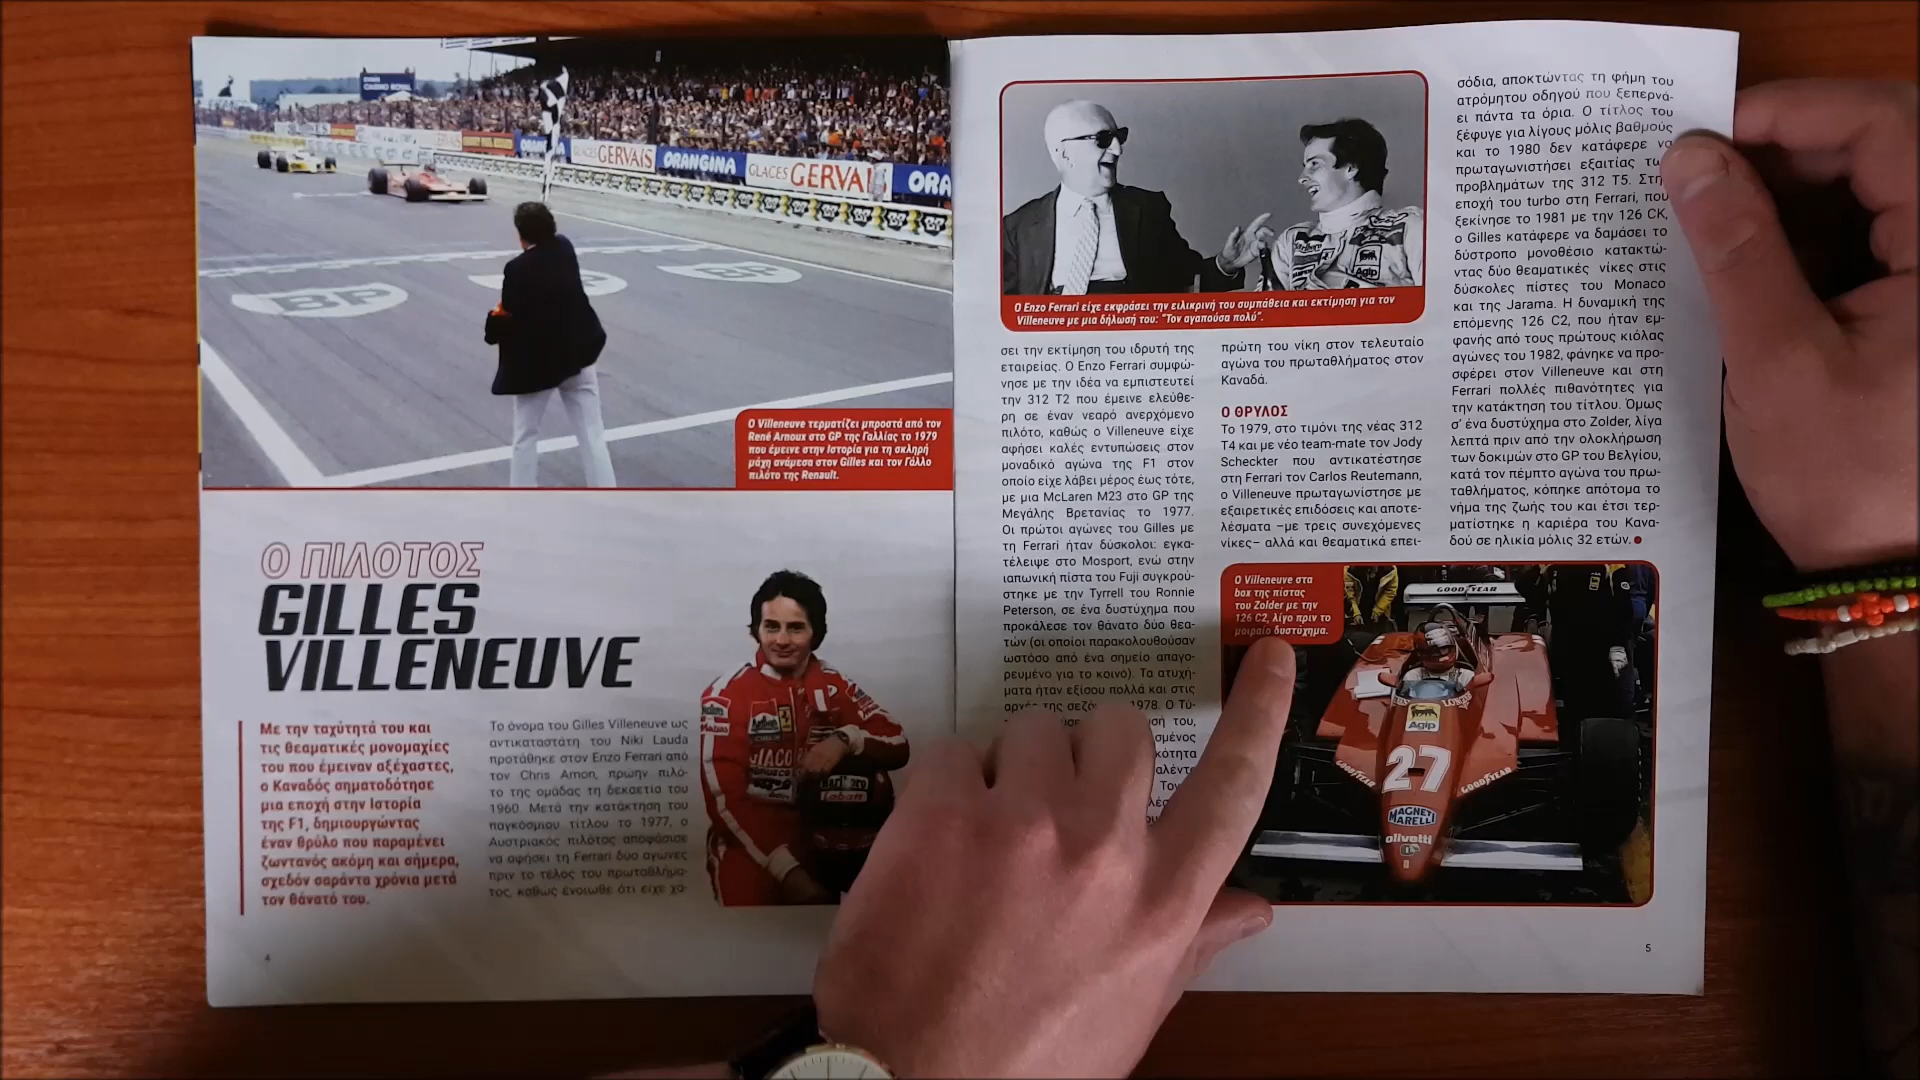 GERVAIS
ORANGINA
GLACES GERVAI
ORA
BP
BP
Ο Villeneuve τερματίζει μπροστά από τον
René Arnoux στο GP της Γαλλίας το 1979
που έμεινε στην Ιστορία για τη σκληρή
μάχη ανάμεσα στον Gilles και τον Γάλλο
πιλότο της Renault.
Ο ΠΙΛΟΤΟΣ
GILLES
VILLENEUVE
Με την ταχύτητά του και
τις θεαματικές μονομαχίες
του που έμειναν αξέχαστες,
ο Καναδός σηματοδότησε
μια εποχή στην Ιστορία
της F1, δημιουργώντας
έναν θρύλο που παραμένει
ζωντανός ακόμη και σήμερα,
σχεδόν σαράντα χρόνια μετά
τον θάνατό του.
Το όνομα του Gilles Villeneuve ως
αντικαταστάτη του Niki Lauda
προτάθηκε στον Enzo Ferrari από
τον Chris Amon, πρώην πιλό-
το της ομάδας τη δεκαετία του
1960. Μετά την κατάκτηση του
παγκόσμιου τίτλου το 1977, ο
Αυστριακός πιλότος αποφάσισε
να αφήσει τη Ferrari δύο αγώνες
πριν το τέλος του πρωταθλήμα-
τος, καθώς ένοιωθε ότι είχε χά-
4
Ο Enzo Ferrari είχε εκφράσει την ειλικρινή του συμπάθεια και εκτίμηση για τον
Villeneuve με μια δήλωσή του: "Τον αγαπούσα πολύ".
σει την εκτίμηση του ιδρυτή της
εταιρείας. Ο Enzo Ferrari συμφώ-
νησε με την ιδέα να εμπιστευτεί
την 312 T2 που έμεινε ελεύθε-
ρη σε έναν νεαρό ανερχόμενο
πιλότο, καθώς ο Villeneuve είχε
αφήσει καλές εντυπώσεις στον
μοναδικό αγώνα της F1 στον
οποίο είχε λάβει μέρος έως τότε,
με μια McLaren M23 στο GP της
Μεγάλης Βρετανίας το 1977.
Οι πρώτοι αγώνες του Gilles με
τη Ferrari ήταν δύσκολοι: εγκα-
τέλειψε στο Mosport, ενώ στην
ιαπωνική πίστα του Fuji συγκρού-
στηκε με την Tyrrell του Ronnie
Peterson, σε ένα δυστύχημα που
προκάλεσε τον θάνατο δύο θεα-
τών (οι οποίοι παρακολουθούσαν
ωστόσο από ένα σημείο απαγο-
ρευμένο για το κοινό). Τα ατυχή-
ματα ήταν εξίσου πολλά και στις
αρχές της σεζόν 1978. Ο Τύ-
πρώτη του νίκη στον τελευταίο
αγώνα του πρωταθλήματος στον
Καναδά.
Ο ΘΡΥΛΟΣ
Το 1979, στο τιμόνι της νέας 312
T4 και με νέο team-mate τον Jody
Scheckter που αντικατέστησε
στη Ferrari τον Carlos Reutemann,
ο Villeneuve πρωταγωνίστησε με
εξαιρετικές επιδόσεις και αποτε-
λέσματα –με τρεις συνεχόμενες
νίκες– αλλά και θεαματικά επει-
σόδια, αποκτώντας τη φήμη του
ατρόμητου οδηγού που ξεπερνά-
ει πάντα τα όρια. Ο τίτλος του
ξέφυγε για λίγους μόλις βαθμούς
και το 1980 δεν κατάφερε να
πρωταγωνιστήσει εξαιτίας των
προβλημάτων της 312 T5. Στην
εποχή του turbo στη Ferrari, που
ξεκίνησε το 1981 με την 126 CK,
ο Gilles κατάφερε να δαμάσει το
δύστροπο μονοθέσιο κατακτώ-
ντας δύο θεαματικές νίκες στις
δύσκολες πίστες του Monaco
και της Jarama. Η δυναμική της
επόμενης 126 C2, που ήταν εμ-
φανής από τους πρώτους κιόλας
αγώνες του 1982, φάνηκε να προ-
σφέρει στον Villeneuve και στη
Ferrari πολλές πιθανότητες για
την κατάκτηση του τίτλου. Όμως
σ' ένα δυστύχημα στο Zolder, λίγα
λεπτά πριν από την ολοκλήρωση
των δοκιμών στο GP του Βελγίου,
κατά τον πέμπτο αγώνα του πρω-
ταθλήματος, κόπηκε απότομα το
νήμα της ζωής του και έτσι τερ-
ματίστηκε η καριέρα του Κανα-
δού σε ηλικία μόλις 32 ετών.
Ο Villeneuve στα
box της πίστας
του Zolder με την
126 C2, λίγο πριν το
μοιραίο δυστύχημα.
GOODYEAR
Agip
27
GOODYEAR
GOODYEAR
MAGNETI
MARELLI
olivetti
5